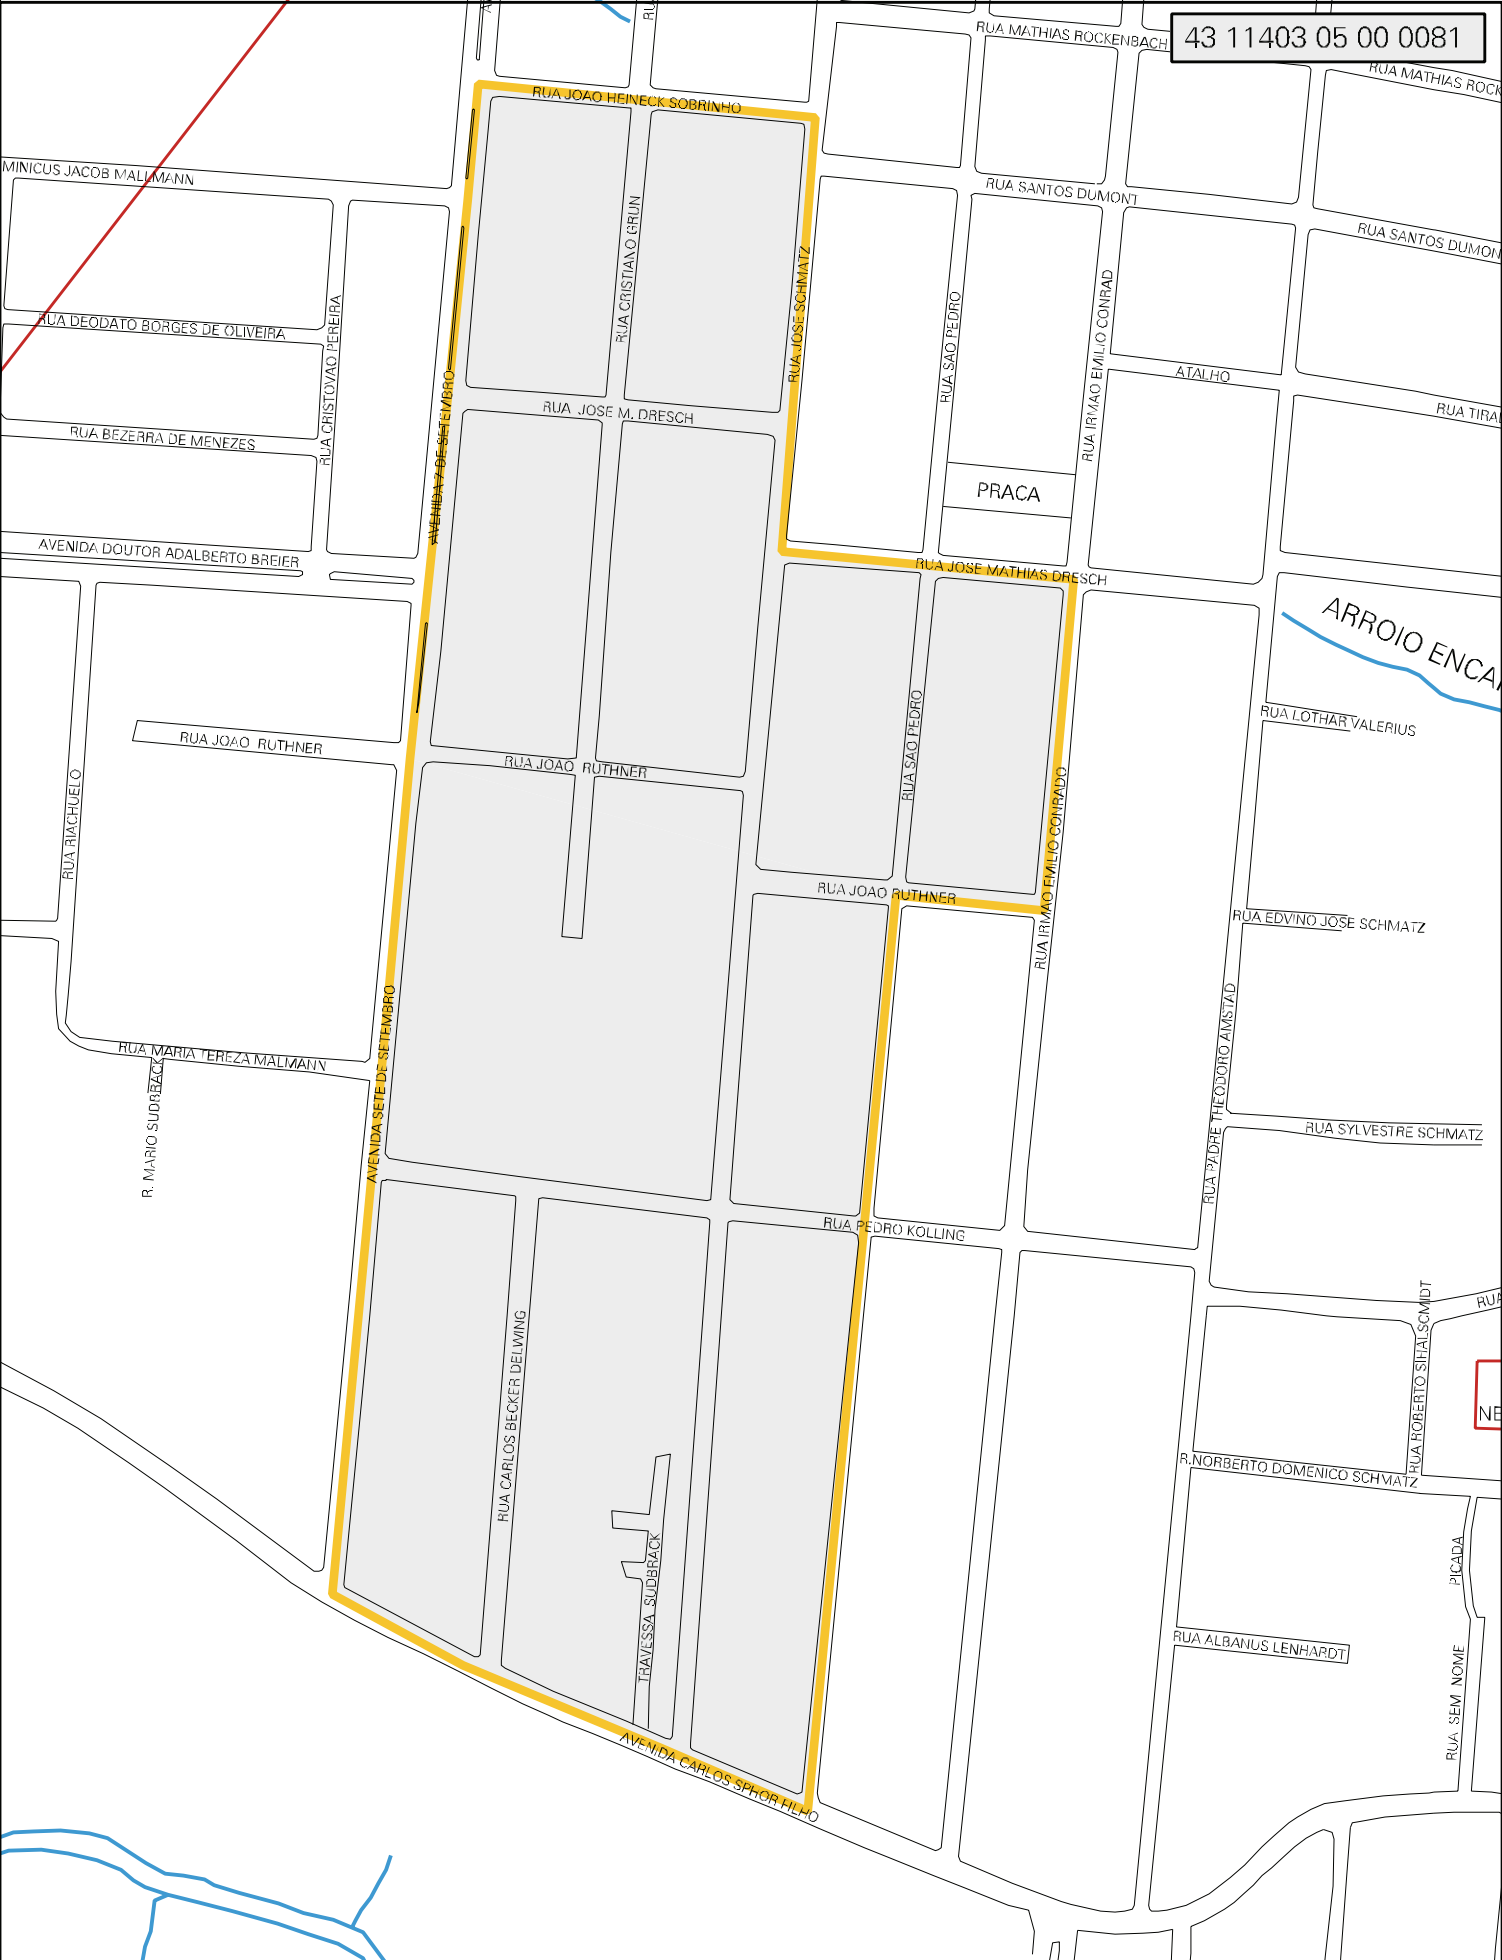 RUA MATHIAS ROCKENBACH
43 11403 05 00 0081
RUA MATHIAS ROCK
RUA JOAO HEINECK SOBRINHO
MINICUS JACOB MALLMANN
RUA SANTOS DUMONT
RUA SANTOS DUMON
RUA CRISTIANO GRUN
RUA JOSE SCHMATZ
RUA SAO PEDRO
RUA IRMAO EMILIO CONRAD
RUA DEODATO BORGES DE OLIVEIRA
RUA CRISTOVAO PEREIRA
ATALHO
RUA TIRAD
AVENIDA 7 DE SETEMBRO
RUA JOSE M. DRESCH
RUA BEZERRA DE MENEZES
PRACA
AVENIDA DOUTOR ADALBERTO BREIER
RUA JOSE MATHIAS DRESCH
ARROIO ENCA
RUA LOTHAR VALERIUS
RUA SAO PEDRO
RUA JOAO RUTHNER
RUA JOAO RUTHNER
RUA RIACHUELO
RUA IRMAO EMILIO CONRADO
RUA JOAO RUTHNER
RUA EDVINO JOSE SCHMATZ
AVENIDA SETE DE SETEMBRO
RUA PADRE THEODORO AMSTAD
RUA MARIA TEREZA MALMANN
R. MARIO SUDBRACK
RUA SYLVESTRE SCHMATZ
RUA PEDRO KOLLING
RUA ROBERTO SIHALSCMIDT
RUA
RUA CARLOS BECKER DELWING
NE
R.NORBERTO DOMENICO SCHMATZ
TRAVESSA SUDBRACK
PICADA
RUA ALBANUS LENHARDT
RUA SEM NOME
AVENIDA CARLOS SPHOR FILHO